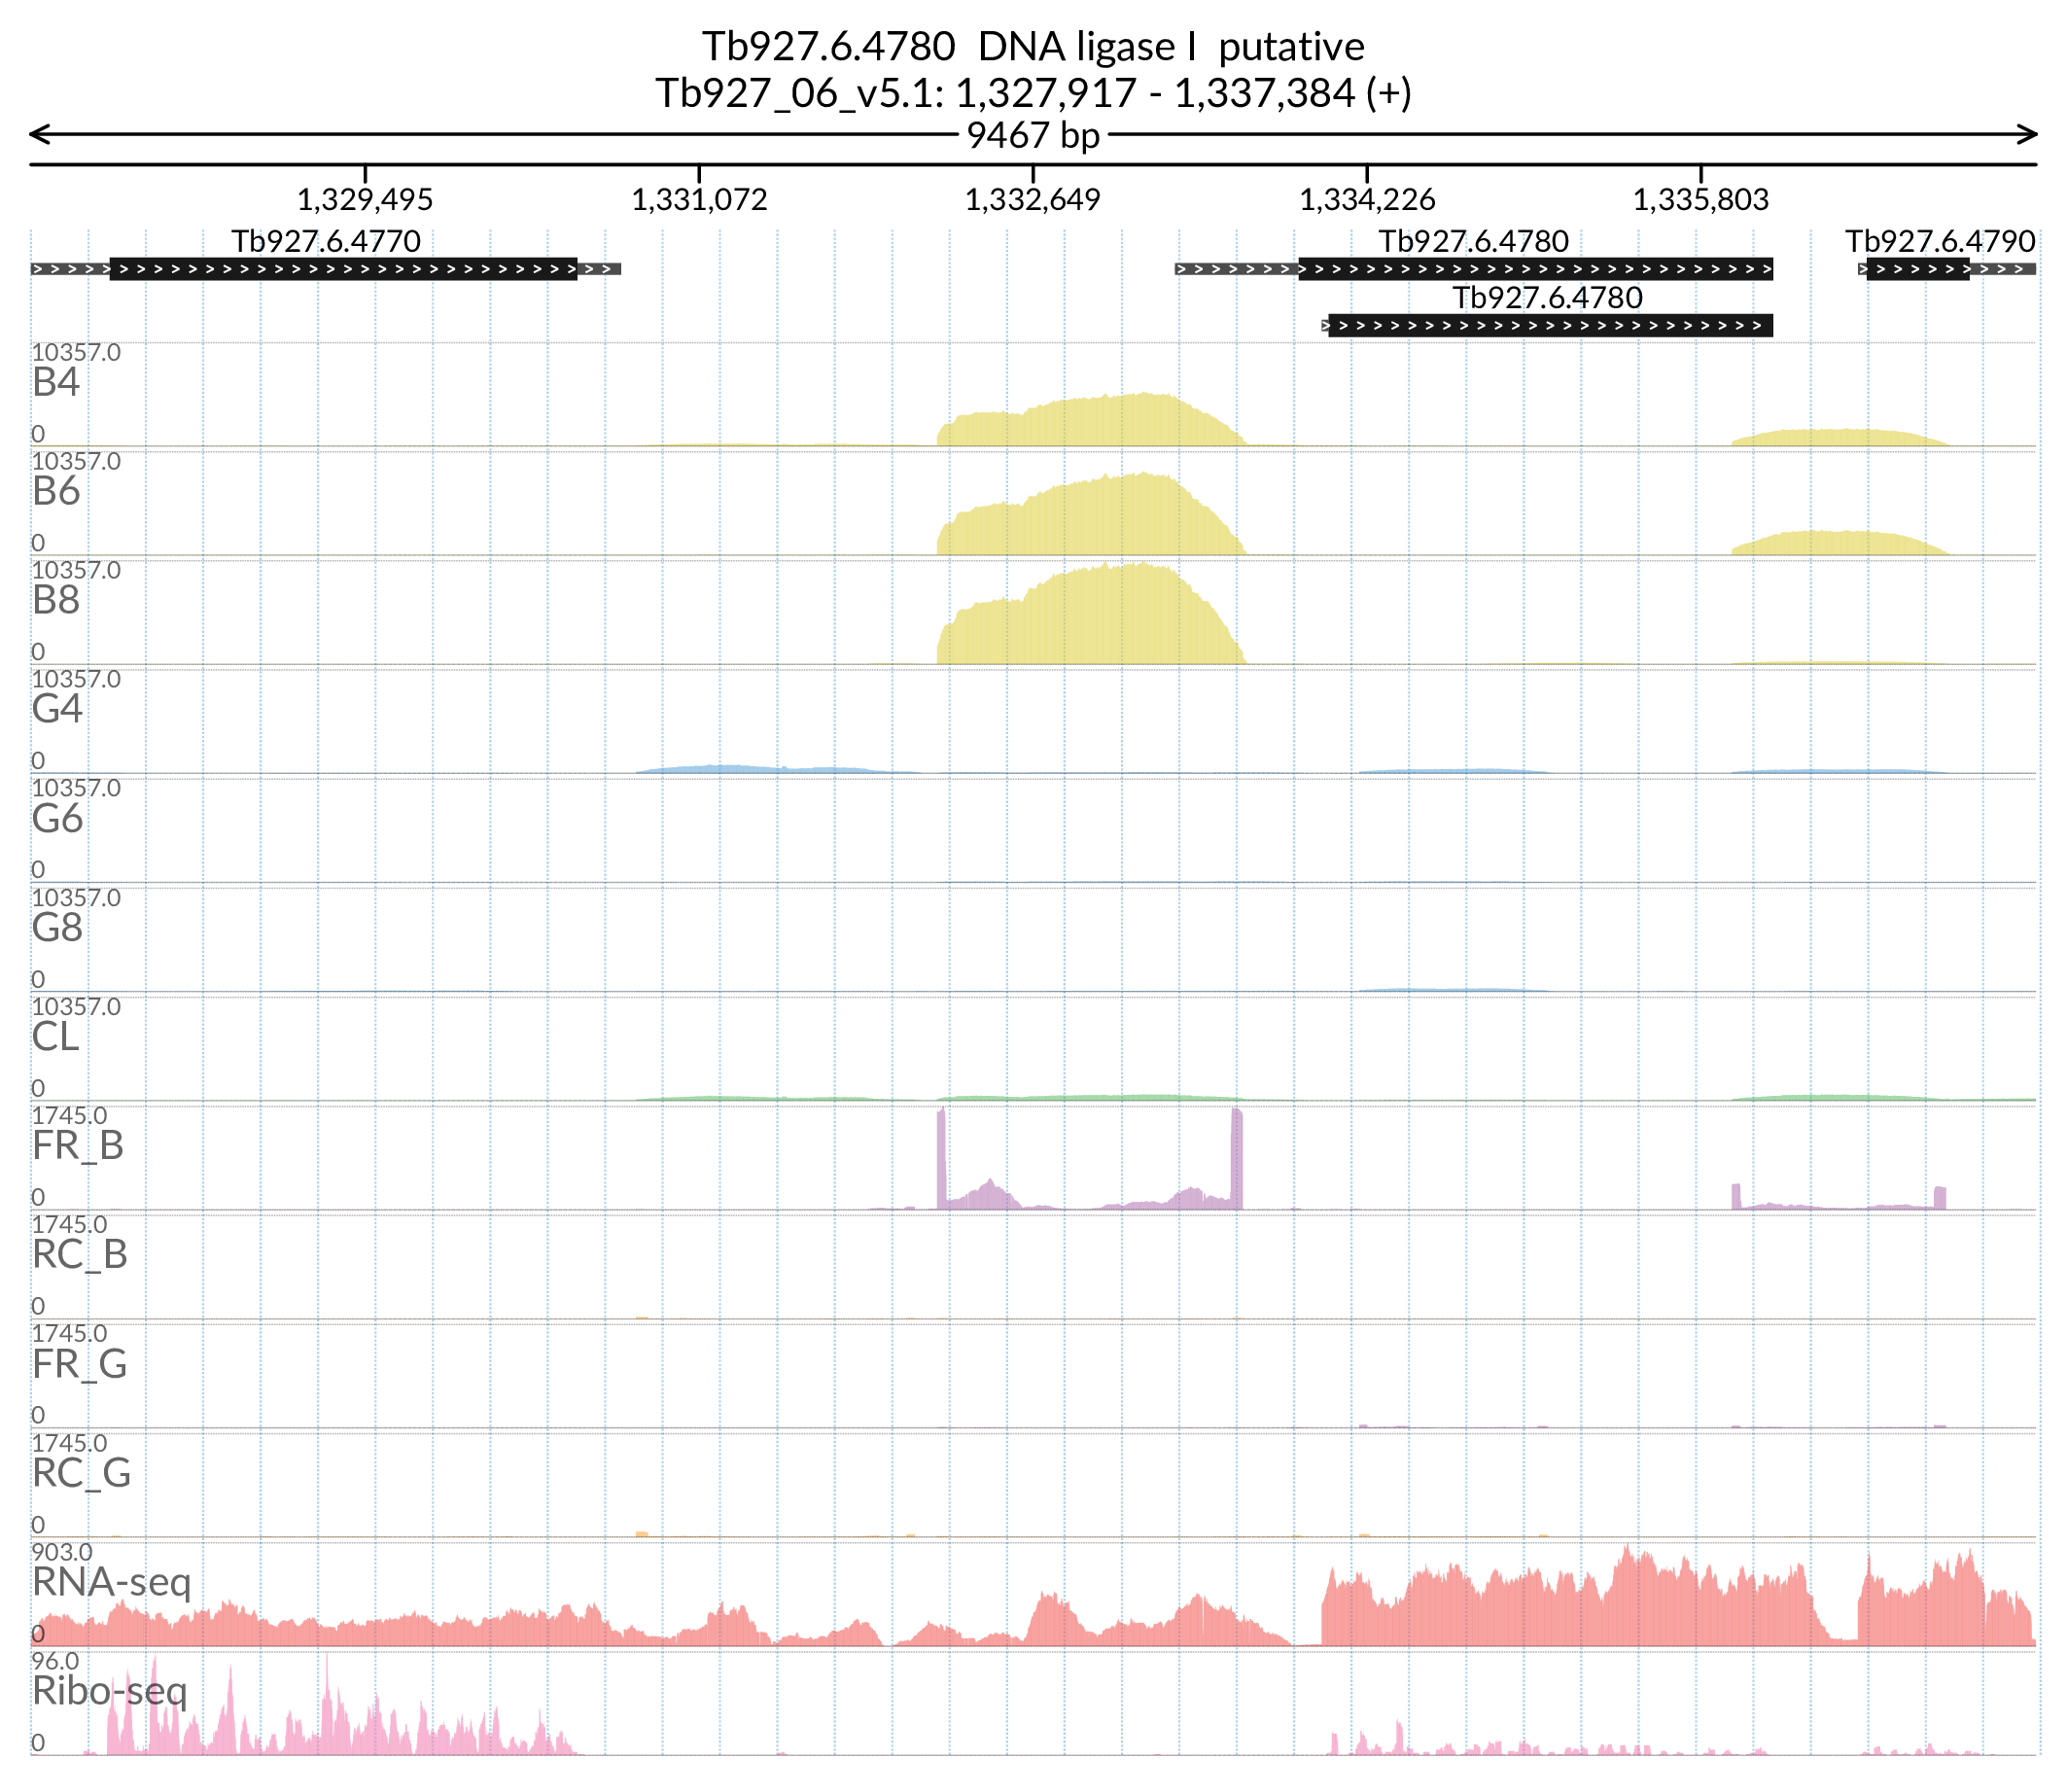 Tb927.6.4780  DNA ligase I  putative
Tb927_06_v5.1: 1,327,917 - 1,337,384 (+)
9467 bp
1,329,495 1,331,072 1,332,649 1,334,226 1,335,803
Tb927.6.4770 Tb927.6.4780 Tb927.6.4790
Tb927.6.4780
10357.0
B4
0
10357.0
B6
0
10357.0
B8
0
10357.0
G4
0
10357.0
G6
0
10357.0
G8
0
10357.0
CL
0
1745.0
FR_B
0
1745.0
RC_B
0
1745.0
FR_G
0
1745.0
RC_G
0
903.0
RNA-seq
0
96.0
Ribo-seq
0